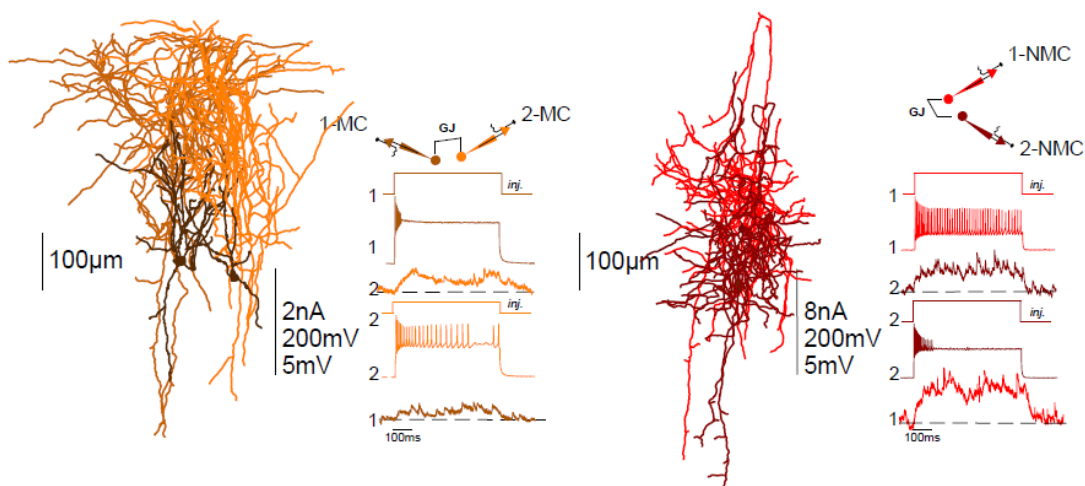 1-MC
GJ
2-MC
1
inj.
1
2
2
inj.
2
1
100ms
100µm
2nA
200mV
5mV
1-NMC
GJ
2-NMC
1
inj.
1
2
2
inj.
2
1
100ms
100µm
8nA
200mV
5mV